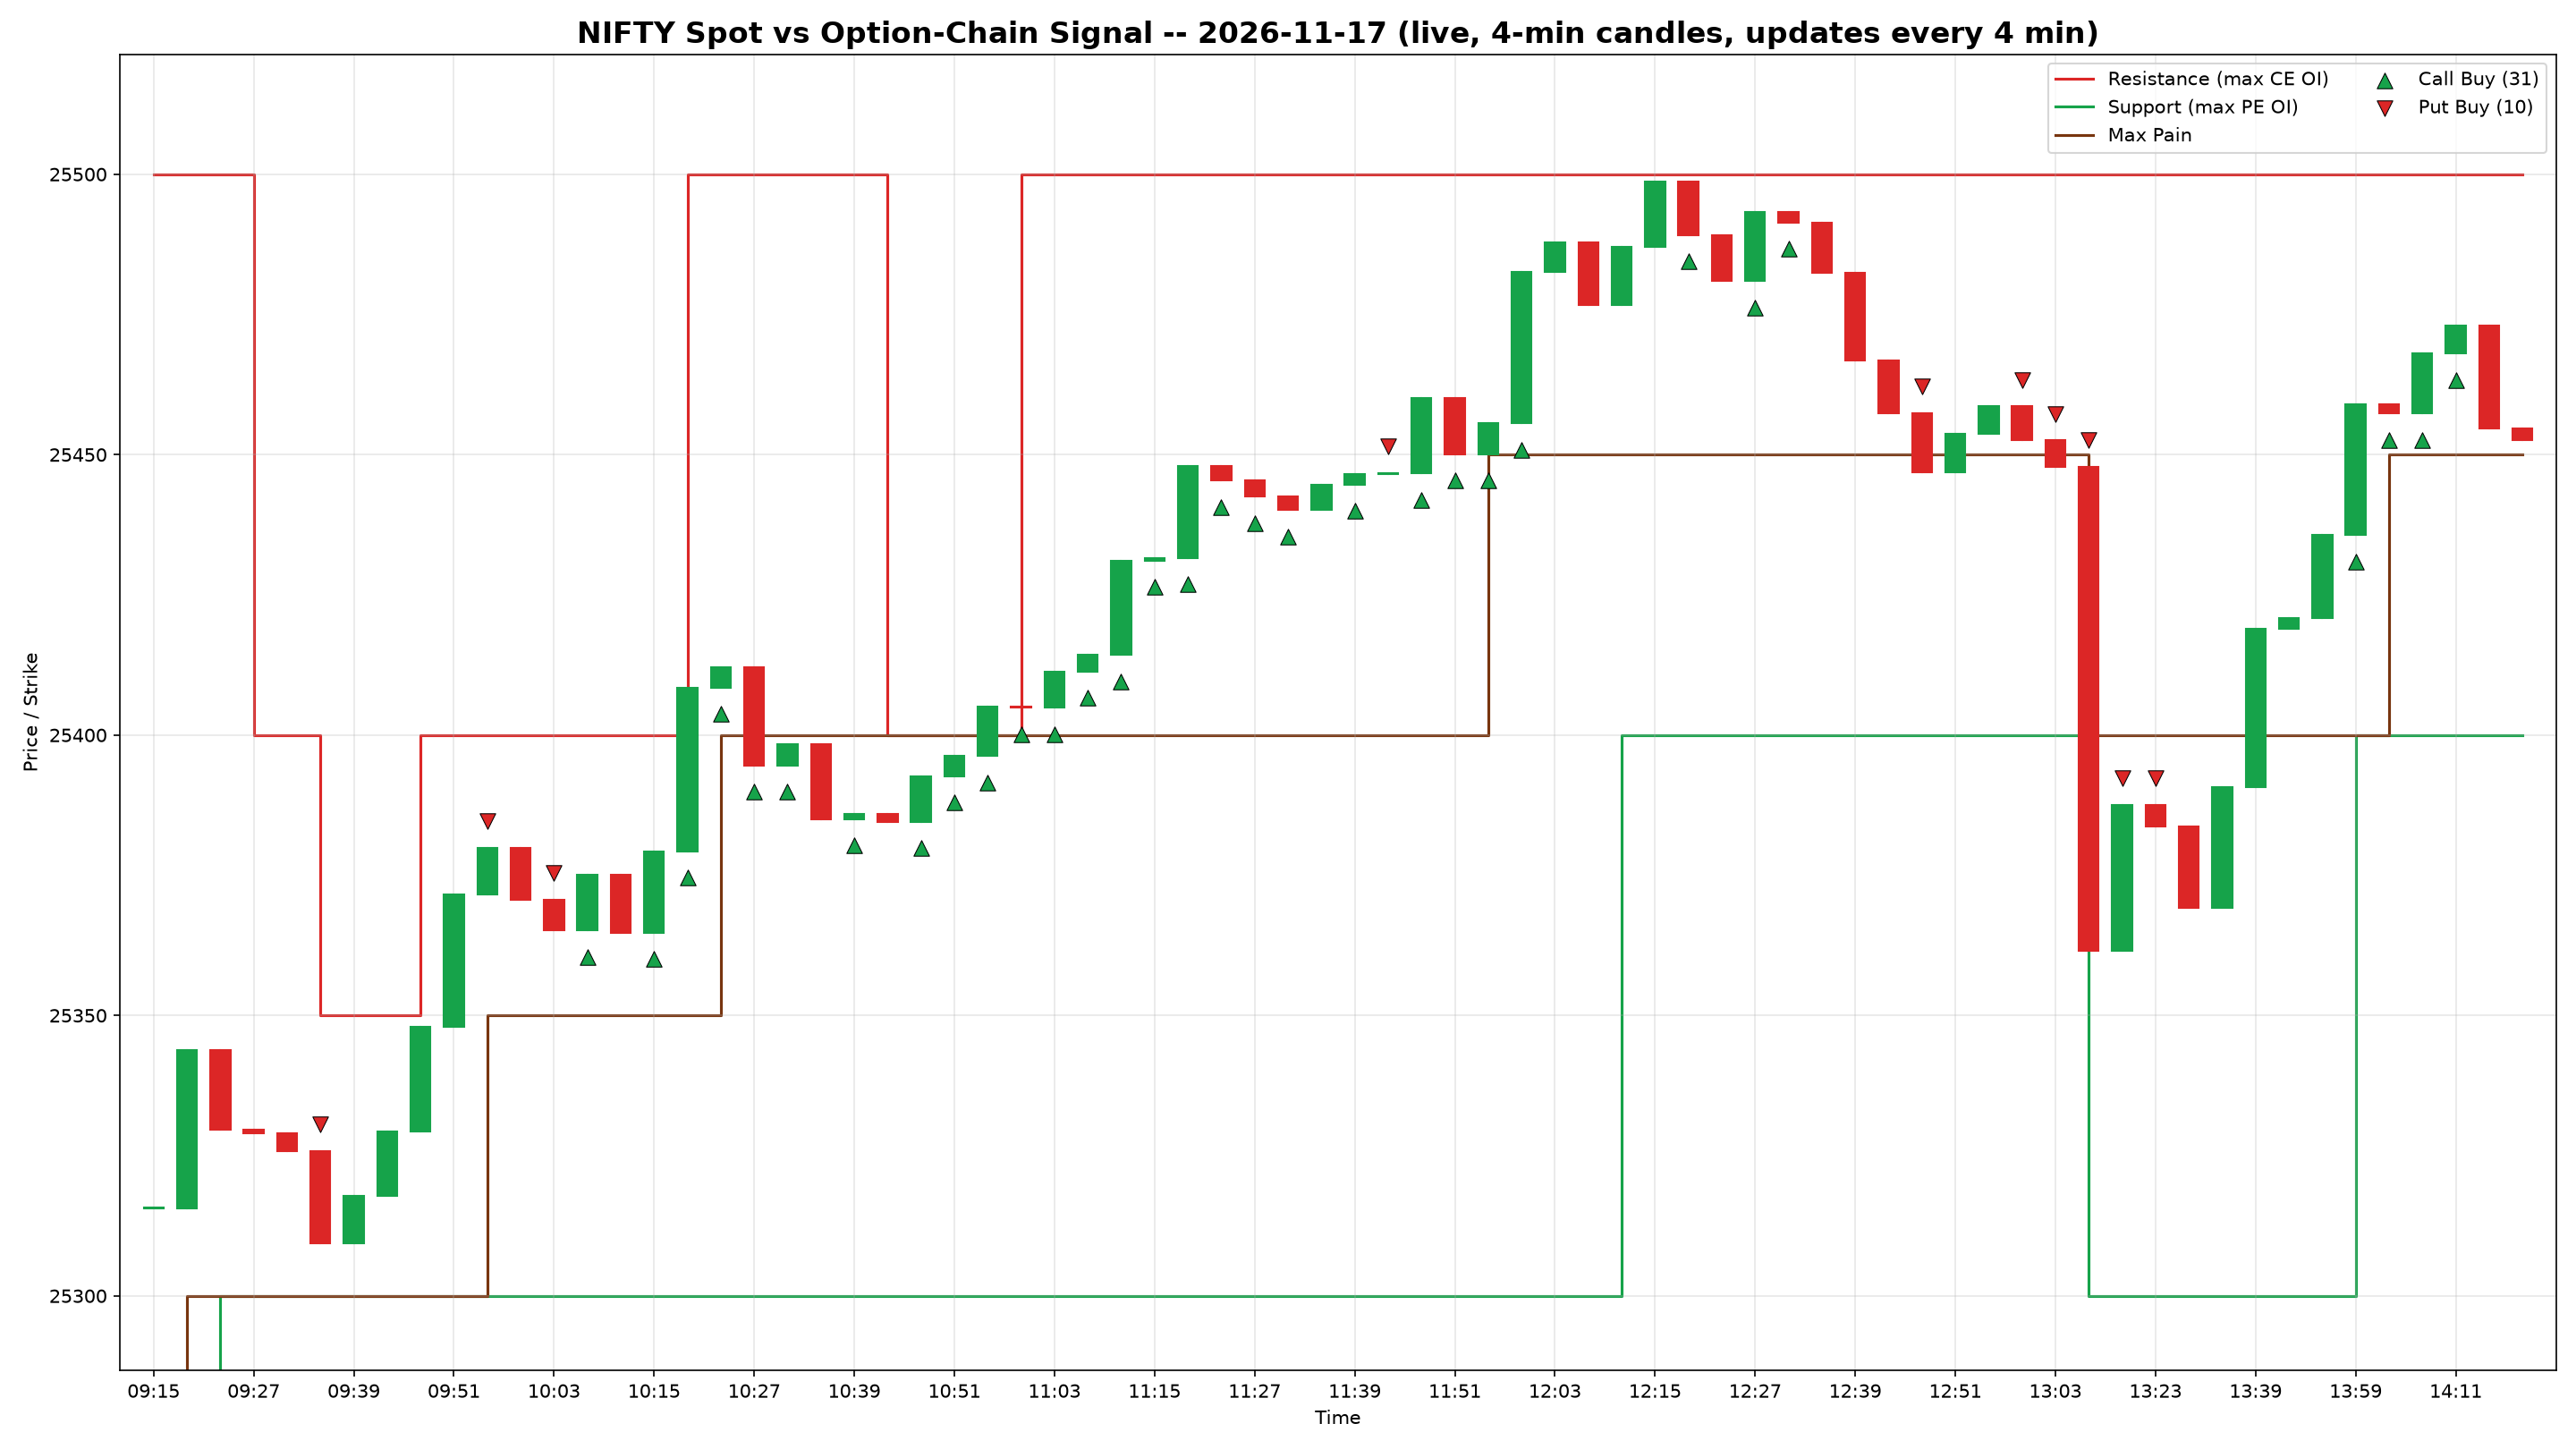 NIFTY Spot vs Option-Chain Signal -- 2026-11-17 (live, 4-min candles, updates every 4 min)
Resistance (max CE OI)
Support (max PE OI)
Max Pain
Call Buy (31)
Put Buy (10)
Price / Strike
25500
25450
25400
25350
25300
09:15 09:27 09:39 09:51 10:03 10:15 10:27 10:39 10:51 11:03 11:15 11:27 11:39 11:51 12:03 12:15 12:27 12:39 12:51 13:03 13:23 13:39 13:59 14:11
Time